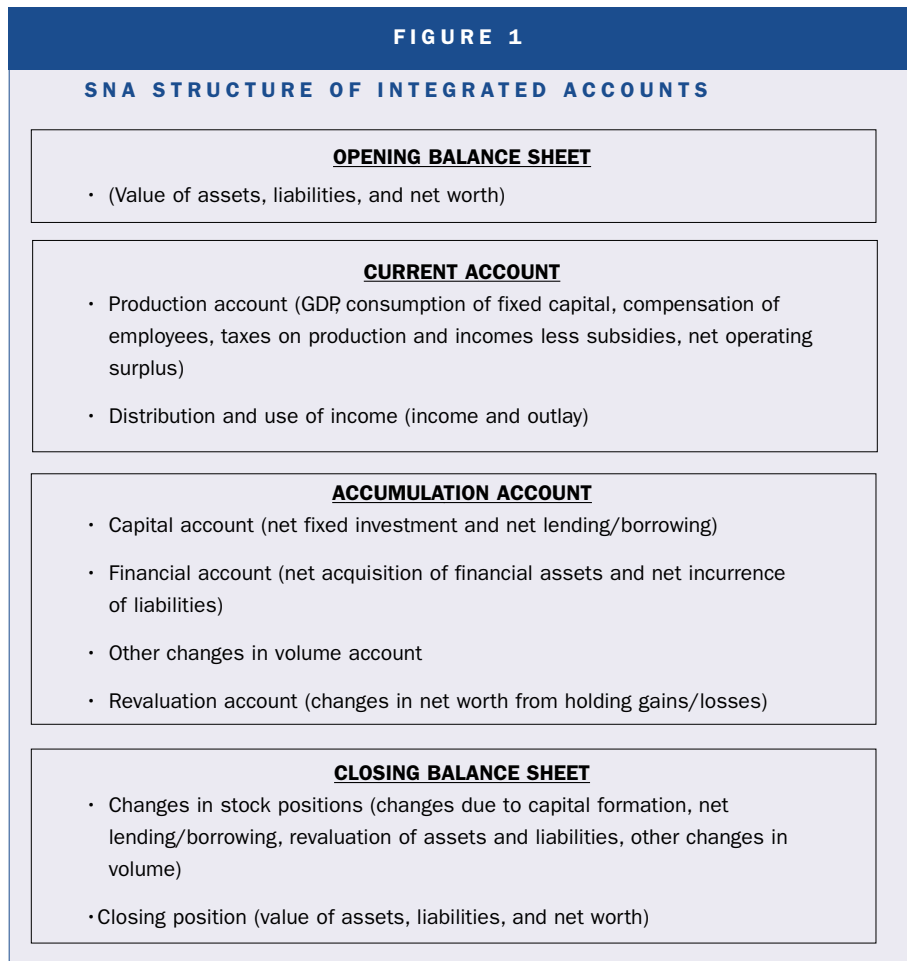 FIGURE 1
SNA STRUCTURE OF INTEGRATED ACCOUNTS
OPENING BALANCE SHEET
· (Value of assets, liabilities, and net worth)
CURRENT ACCOUNT
· Production account (GDP, consumption of fixed capital, compensation of
employees, taxes on production and incomes less subsidies, net operating
surplus)
· Distribution and use of income (income and outlay)
ACCUMULATION ACCOUNT
· Capital account (net fixed investment and net lending/borrowing)
· Financial account (net acquisition of financial assets and net incurrence
of liabilities)
· Other changes in volume account
· Revaluation account (changes in net worth from holding gains/losses)
CLOSING BALANCE SHEET
· Changes in stock positions (changes due to capital formation, net
lending/borrowing, revaluation of assets and liabilities, other changes in
volume)
·Closing position (value of assets, liabilities, and net worth)